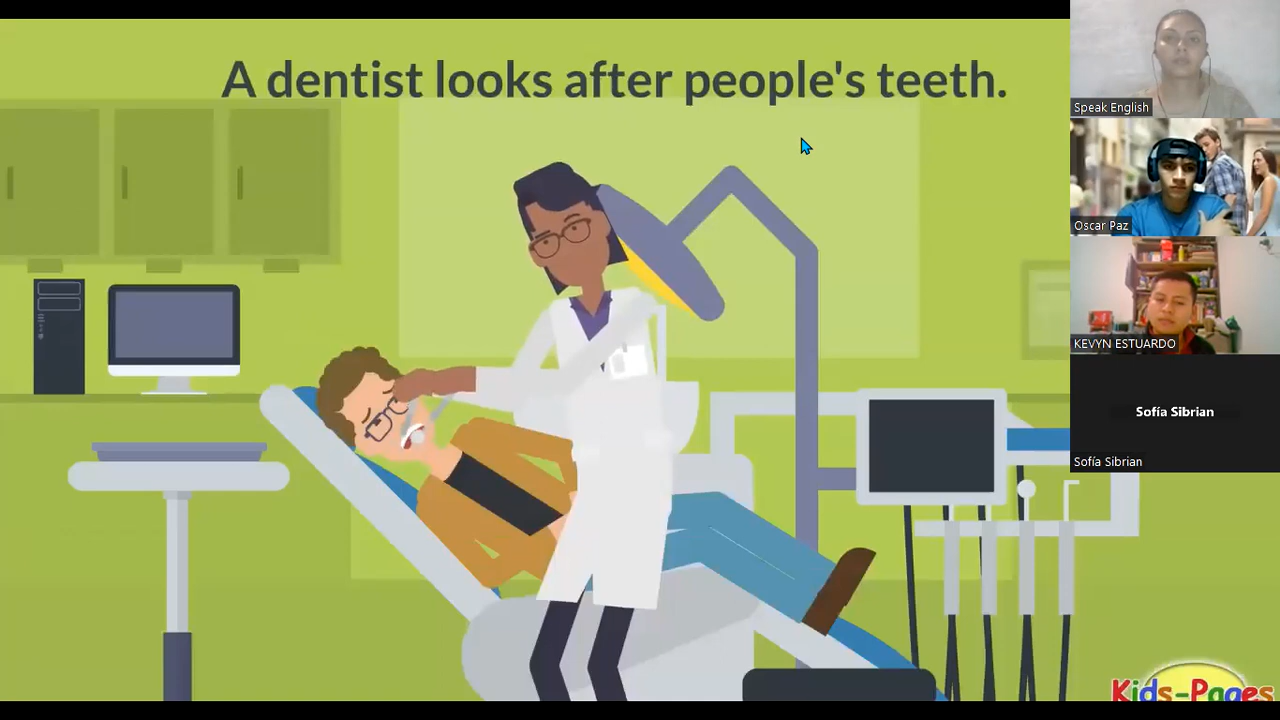 A dentist looks after people's teeth.
Speak English
Oscar Paz
KEVYN ESTUARDO
Sofía Sibrian
Sofía Sibrian
Kids-Pages